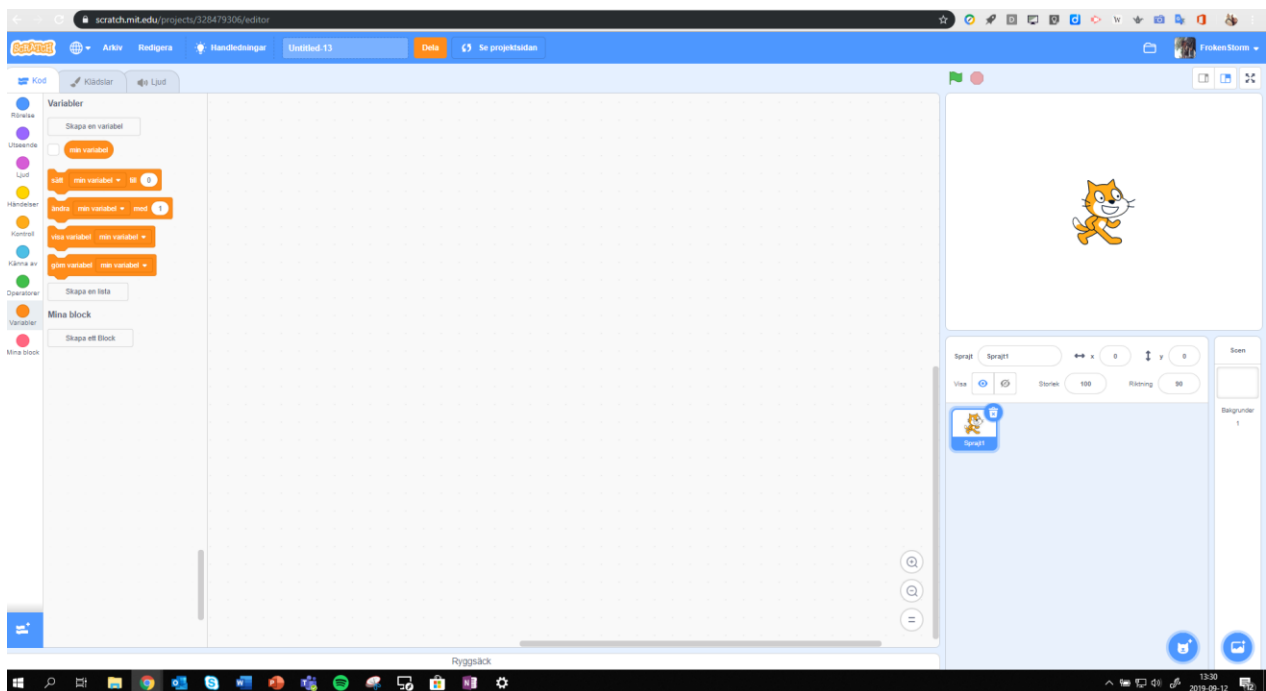 scratch.mit.edu/projects/328479306/editor
SCRATCH
Arkiv Redigera Handledningar Untitled-13 Dela Se projektsidan FrokenStorm
Kod Klädslar Ljud
Rörelse
Utseende
Ljud
Händelser
Kontroll
Känna av
Operatorer
Variabler
Mina block
Variabler
Skapa en variabel
min variabel
sätt min variabel till 0
ändra min variabel med 1
visa variabel min variabel
göm variabel min variabel
Skapa en lista
Mina block
Skapa ett Block
Sprajt Sprajt1 x 0 y 0
Visa Storlek 100 Riktning 90
Sprajt1
Scen
Bakgrunder
1
Ryggsäck
13:30
2019-09-12